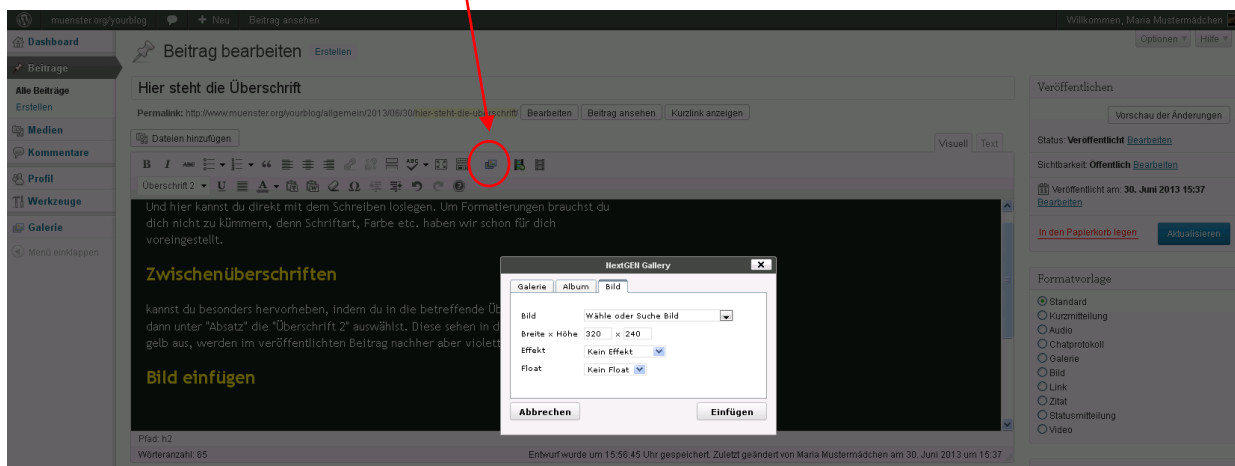 muenster.org/yourblog + Neu Beitrag ansehen Willkommen, Maria Mustermädchen
Optionen Hilfe
Dashboard
Beiträge
Alle Beiträge
Erstellen
Medien
Kommentare
Profil
Werkzeuge
Galerie
Menü einklappen
Beitrag bearbeiten Erstellen
Hier steht die Überschrift
Permalink: http://www.muenster.org/yourblog/allgemein/2013/06/30/hier-steht-die-uberschrift/ Bearbeiten Beitrag ansehen Kurzlink anzeigen
Dateien hinzufügen
Visuell Text
B I ABC ABC
Überschrift 2 U A Ω
Und hier kannst du direkt mit dem Schreiben loslegen. Um Formatierungen brauchst du
dich nicht zu kümmern, denn Schriftart, Farbe etc. haben wir schon für dich
voreingestellt.
Zwischenüberschriften
kannst du besonders hervorheben, indem du in die betreffende Üb
dann unter "Absatz" die "Überschrift 2" auswählst. Diese sehen in d
gelb aus, werden im veröffentlichten Beitrag nachher aber violett
Bild einfügen
Pfad: h2
Wörteranzahl: 65 Entwurf wurde um 15:56:45 Uhr gespeichert. Zuletzt geändert von Maria Mustermädchen am 30. Juni 2013 um 15:37
NextGEN Gallery X
Galerie Album Bild
Bild Wähle oder Suche Bild
Breite × Höhe 320 × 240
Effekt Kein Effekt
Float Kein Float
Abbrechen Einfügen
Veröffentlichen
Vorschau der Änderungen
Status: Veröffentlicht Bearbeiten
Sichtbarkeit: Öffentlich Bearbeiten
Veröffentlicht am: 30. Juni 2013 15:37
Bearbeiten
In den Papierkorb legen Aktualisieren
Formatvorlage
Standard
Kurzmitteilung
Audio
Chatprotokoll
Galerie
Bild
Link
Zitat
Statusmitteilung
Video